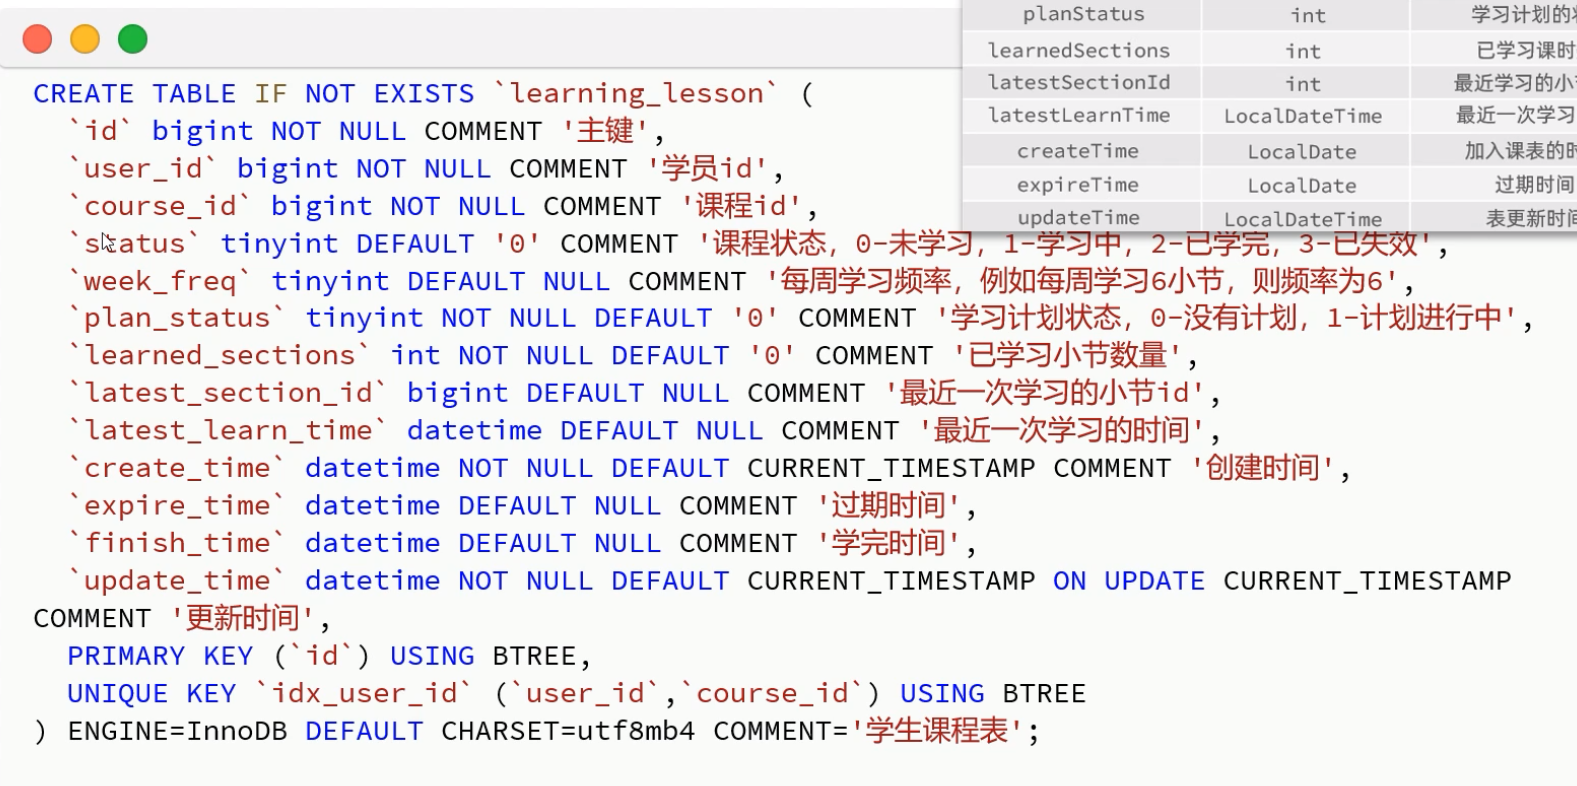 planStatus int 学习计划的
learnedSections int 已学习课时
latestSectionId int 最近学习的小
latestLearnTime LocalDateTime 最近一次学习
createTime LocalDate 加入课表的时
expireTime LocalDate 过期时间
updateTime LocalDateTime 表更新时间
CREATE TABLE IF NOT EXISTS `learning_lesson` (
`id` bigint NOT NULL COMMENT '主键',
`user_id` bigint NOT NULL COMMENT '学员id',
`course_id` bigint NOT NULL COMMENT '课程id',
`status` tinyint DEFAULT '0' COMMENT '课程状态，0-未学习，1-学习中，2-已学完，3-已失效',
`week_freq` tinyint DEFAULT NULL COMMENT '每周学习频率，例如每周学习6小节，则频率为6',
`plan_status` tinyint NOT NULL DEFAULT '0' COMMENT '学习计划状态，0-没有计划，1-计划进行中',
`learned_sections` int NOT NULL DEFAULT '0' COMMENT '已学习小节数量',
`latest_section_id` bigint DEFAULT NULL COMMENT '最近一次学习的小节id',
`latest_learn_time` datetime DEFAULT NULL COMMENT '最近一次学习的时间',
`create_time` datetime NOT NULL DEFAULT CURRENT_TIMESTAMP COMMENT '创建时间',
`expire_time` datetime DEFAULT NULL COMMENT '过期时间',
`finish_time` datetime DEFAULT NULL COMMENT '学完时间',
`update_time` datetime NOT NULL DEFAULT CURRENT_TIMESTAMP ON UPDATE CURRENT_TIMESTAMP
COMMENT '更新时间',
PRIMARY KEY (`id`) USING BTREE,
UNIQUE KEY `idx_user_id` (`user_id`,`course_id`) USING BTREE
) ENGINE=InnoDB DEFAULT CHARSET=utf8mb4 COMMENT='学生课程表';